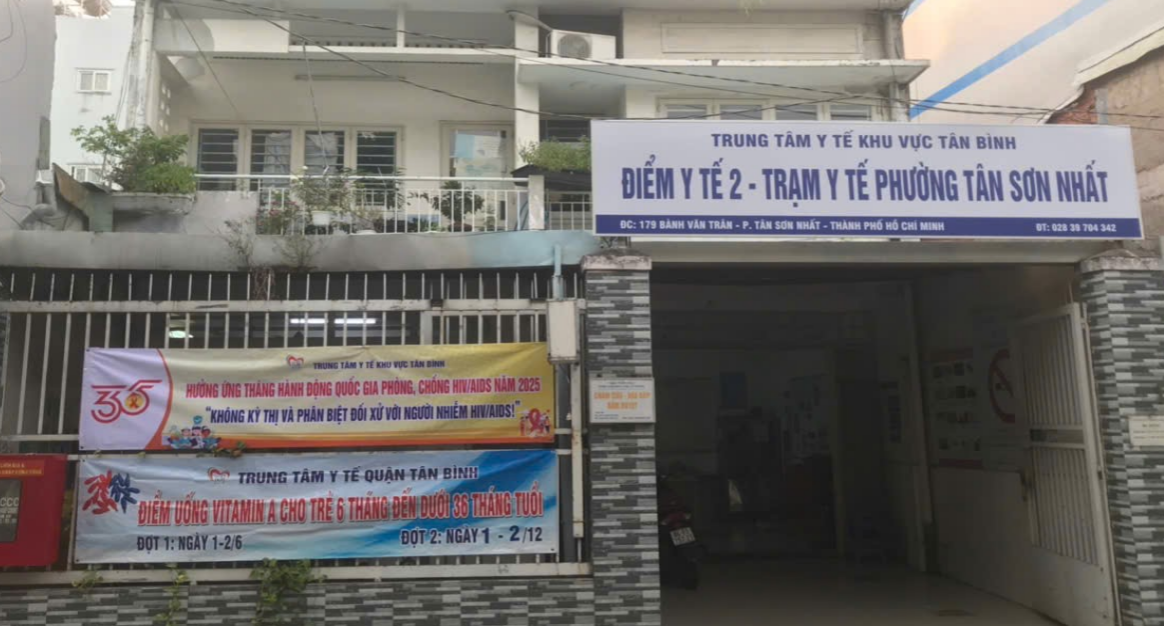 TRUNG TÂM Y TẾ KHU VỰC TÂN BÌNH
ĐIỂM Y TẾ 2 - TRẠM Y TẾ PHƯỜNG TÂN SƠN NHẤT
ĐC: 179 BÀNH VĂN TRÂN - P. TÂN SƠN NHẤT - THÀNH PHỐ HỒ CHÍ MINH
ĐT: 028 39 704 342
TRUNG TÂM Y TẾ KHU VỰC TÂN BÌNH
35
HƯỞNG ỨNG THÁNG HÀNH ĐỘNG QUỐC GIA PHÒNG, CHỐNG HIV/AIDS NĂM 2025
"KHÔNG KỲ THỊ VÀ PHÂN BIỆT ĐỐI XỬ VỚI NGƯỜI NHIỄM HIV/AIDS!"
TRUNG TÂM Y TẾ QUẬN TÂN BÌNH
ĐIỂM UỐNG VITAMIN A CHO TRẺ 6 THÁNG ĐẾN DƯỚI 36 THÁNG TUỔI
ĐỢT 1: NGÀY 1-2/6
ĐỢT 2: NGÀY 1 - 2/12